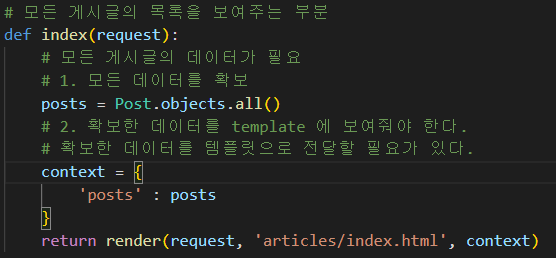 # 모든 게시글의 목록을 보여주는 부분
def index(request):
    # 모든 게시글의 데이터가 필요
    # 1. 모든 데이터를 확보
    posts = Post.objects.all()
    # 2. 확보한 데이터를 template 에 보여줘야 한다.
    # 확보한 데이터를 템플릿으로 전달할 필요가 있다.
    context = {
        'posts' : posts
    }
    return render(request, 'articles/index.html', context)